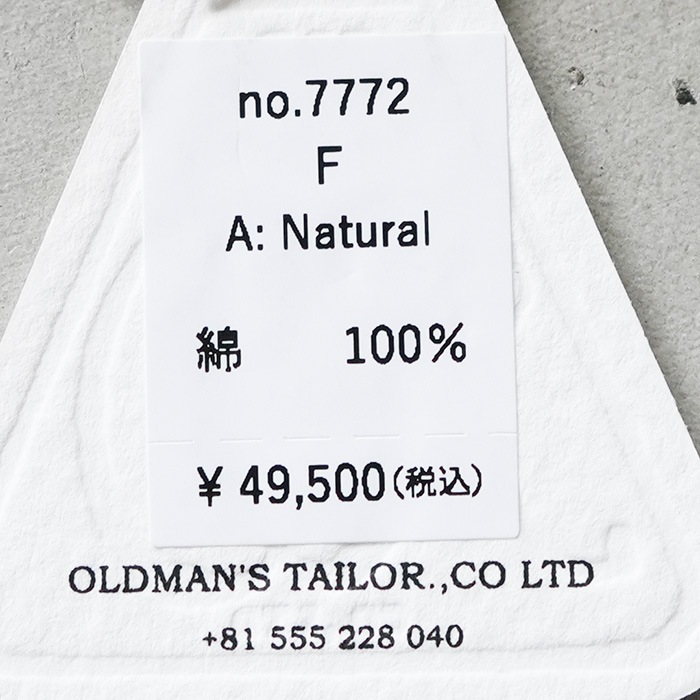 no.7772
F
A: Natural
綿 100%
¥ 49,500(税込)
OLDMAN'S TAILOR.,CO LTD
+81 555 228 040